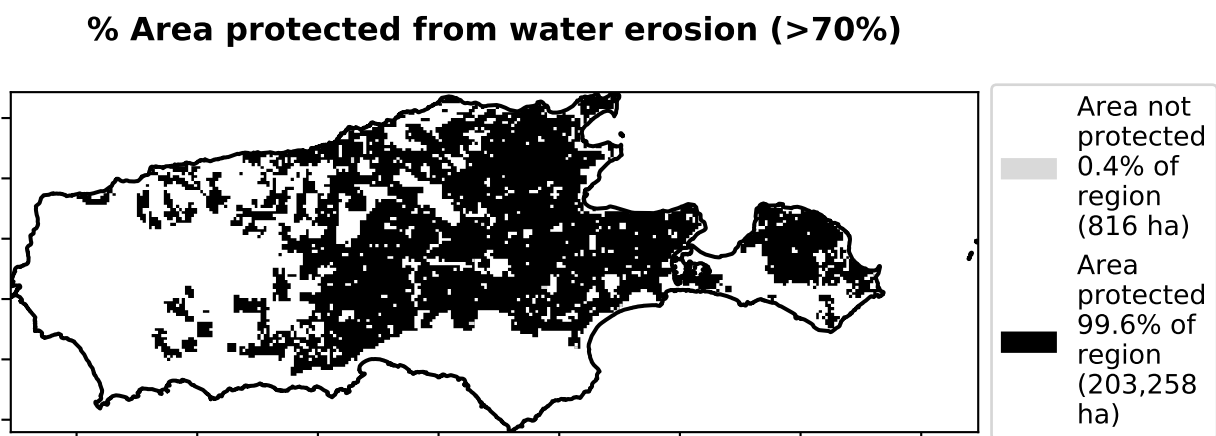 % Area protected from water erosion (>70%)
Area not
protected
0.4% of
region
(816 ha)
Area
protected
99.6% of
region
(203,258
ha)